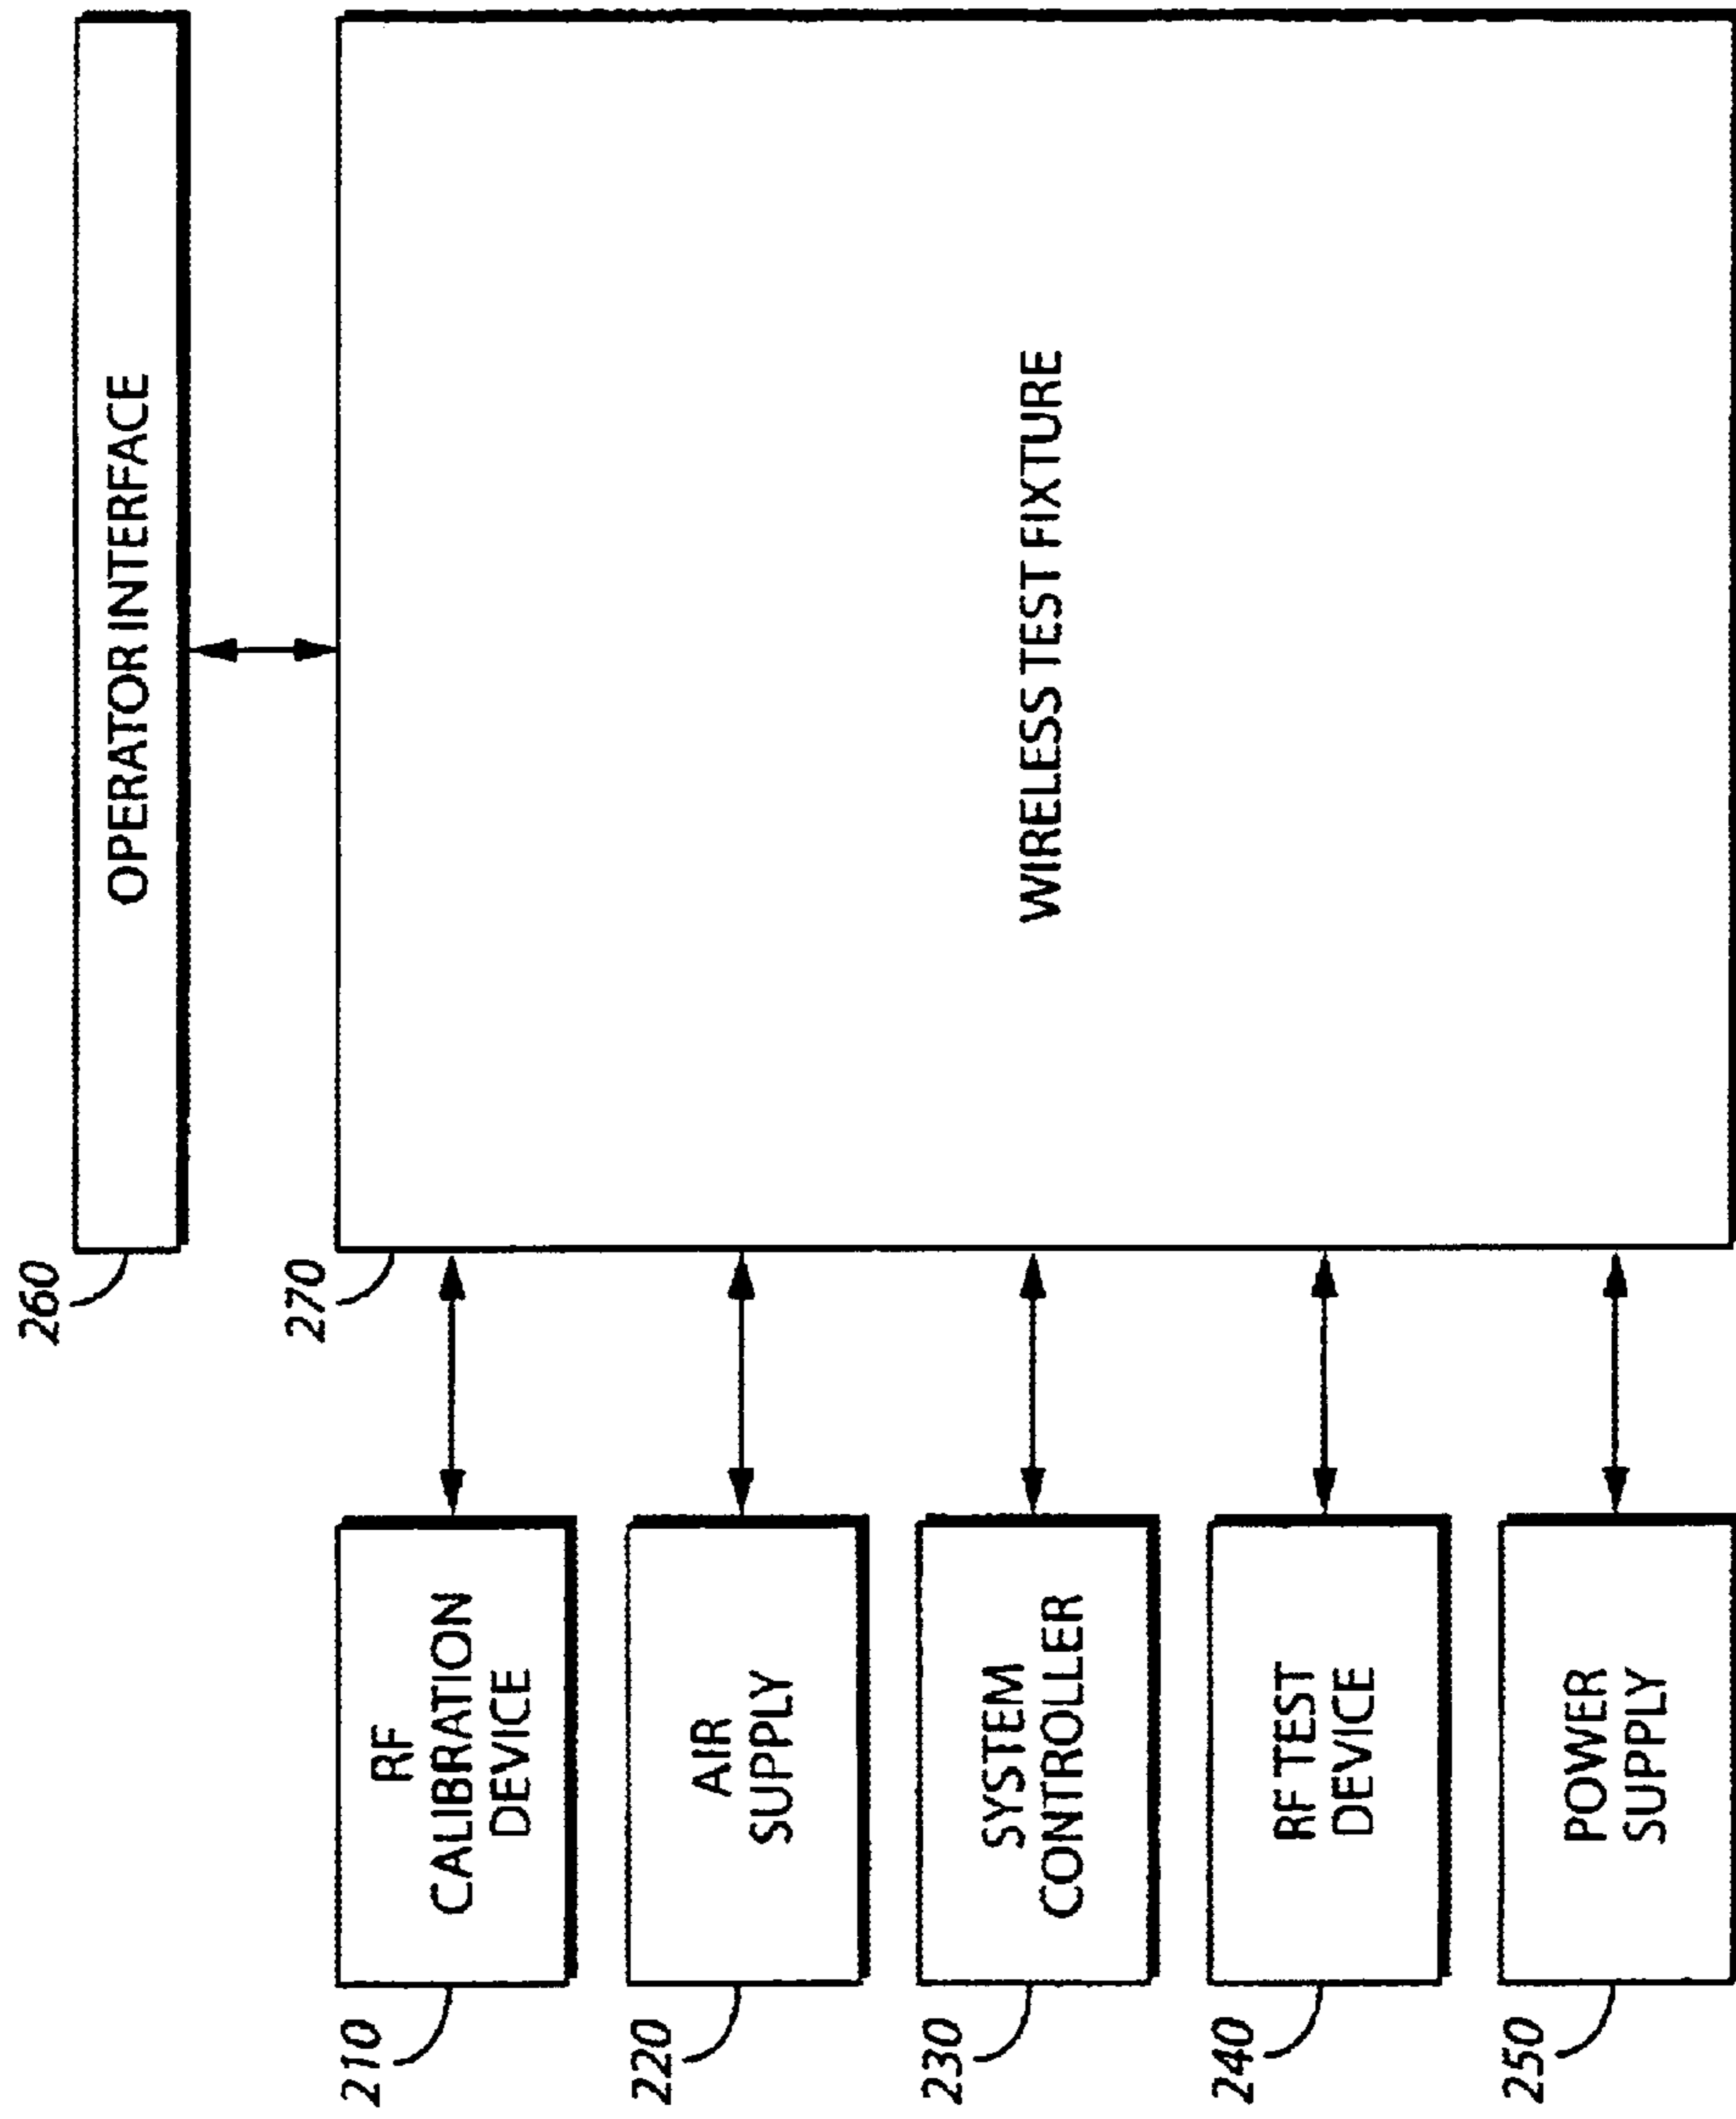 260
OPERATOR INTERFACE
270
WIRELESS TEST FIXTURE
210
RF
CALIBRATION
DEVICE
220
AIR
SUPPLY
230
SYSTEM
CONTROLLER
240
RF TEST
DEVICE
250
POWER
SUPPLY